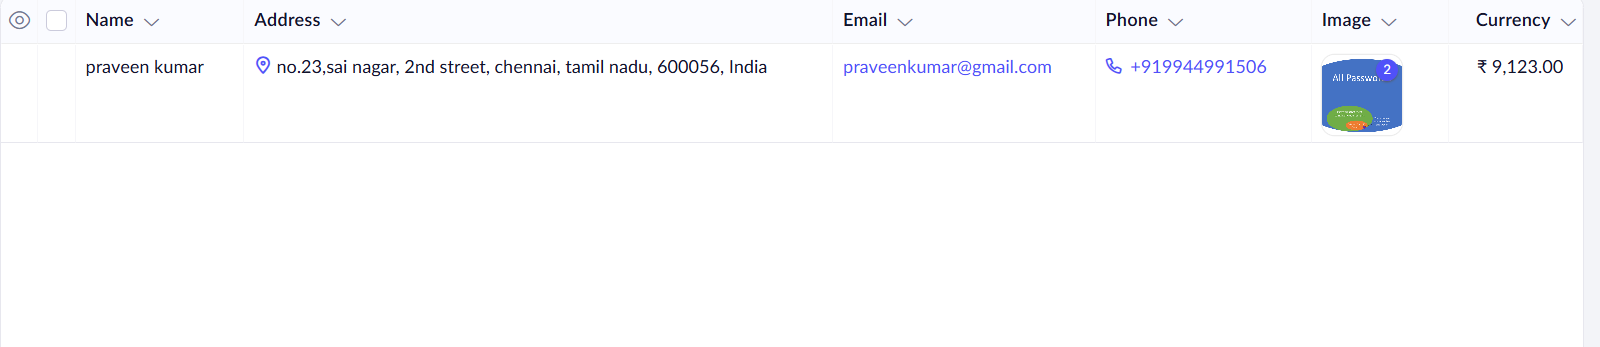 Name Address Email Phone Image Currency
praveen kumar no.23,sai nagar, 2nd street, chennai, tamil nadu, 600056, India praveenkumar@gmail.com +919944991506 ₹ 9,123.00
All 2